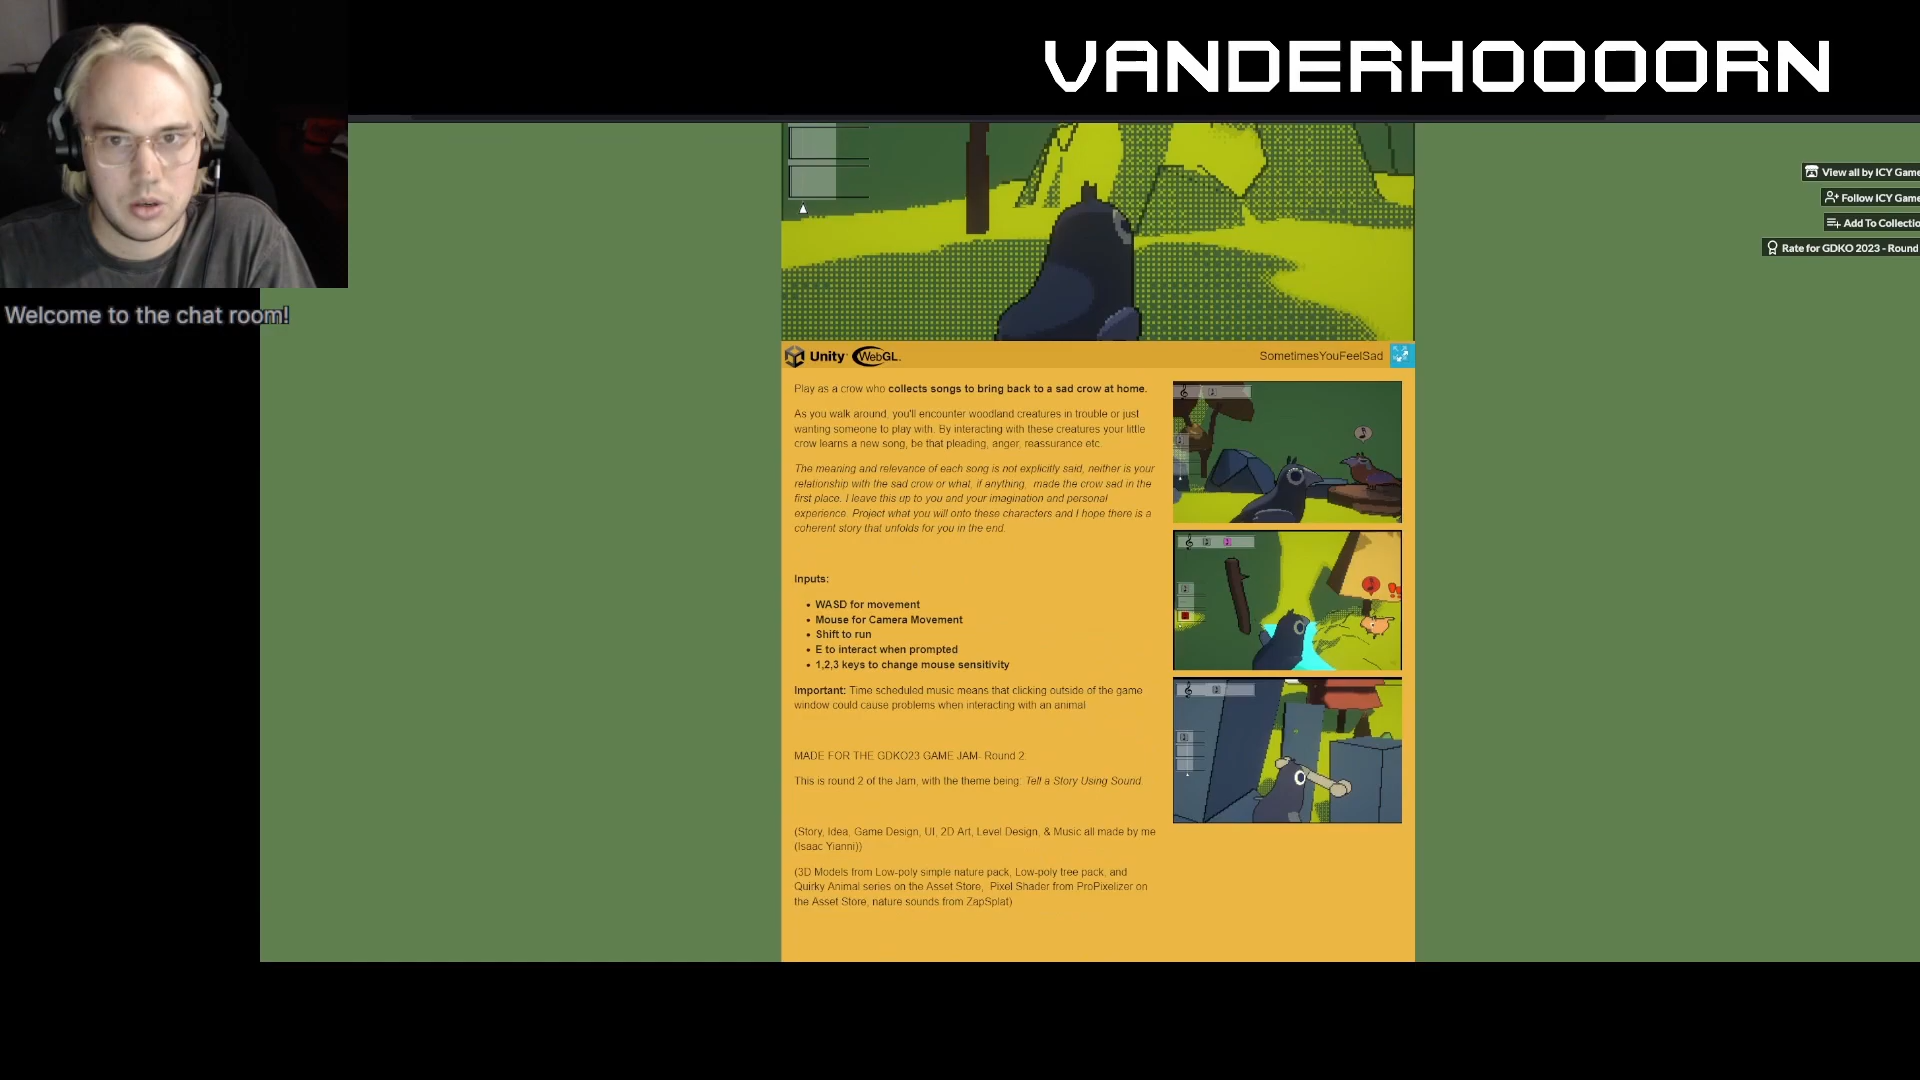 VANDERHOOOORN
View all by ICY Game
Follow ICY Game
Add To Collectio
Rate for GDKO 2023 - Round
Welcome to the chat room!
Unity WebGL
SometimesYouFeelSad
Play as a crow who collects songs to bring back to a sad crow at home.
As you walk around, you'll encounter woodland creatures in trouble or just
wanting someone to play with. By interacting with these creatures your little
crow learns a new song, be that pleading, anger, reassurance etc.
The meaning and relevance of each song is not explicitly said, neither is your
relationship with the sad crow or what, if anything, made the crow sad in the
first place. I leave this up to you and your imagination and personal
experience. Project what you will onto these characters and I hope there is a
coherent story that unfolds for you in the end.
Inputs:
• WASD for movement
• Mouse for Camera Movement
• Shift to run
• E to interact when prompted
• 1,2,3 keys to change mouse sensitivity
Important: Time scheduled music means that clicking outside of the game
window could cause problems when interacting with an animal
MADE FOR THE GDKO23 GAME JAM- Round 2.
This is round 2 of the Jam, with the theme being: Tell a Story Using Sound.
(Story, Idea, Game Design, UI, 2D Art, Level Design, & Music all made by me
(Isaac Yianni))
(3D Models from Low-poly simple nature pack, Low-poly tree pack, and
Quirky Animal series on the Asset Store, Pixel Shader from ProPixelizer on
the Asset Store, nature sounds from ZapSplat)